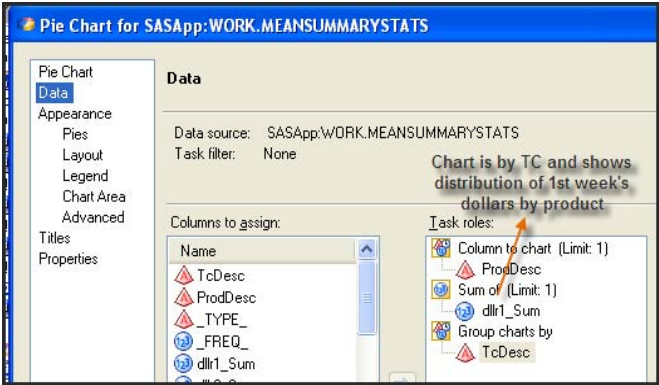 Pie Chart for SASApp:WORK.MEANSUMMARYSTATS
Pie Chart
Data
Appearance
Pies
Layout
Legend
Chart Area
Advanced
Titles
Properties
Data
Data source: SASApp:WORK.MEANSUMMARYSTATS
Task filter: None
Chart is by TC and shows
distribution of 1st week's
dollars by product
Columns to assign:
Name
TcDesc
ProdDesc
_TYPE_
_FREQ_
dllr1_Sum
Task roles:
Column to chart (Limit: 1)
ProdDesc
Sum of (Limit: 1)
dllr1_Sum
Group charts by
TcDesc